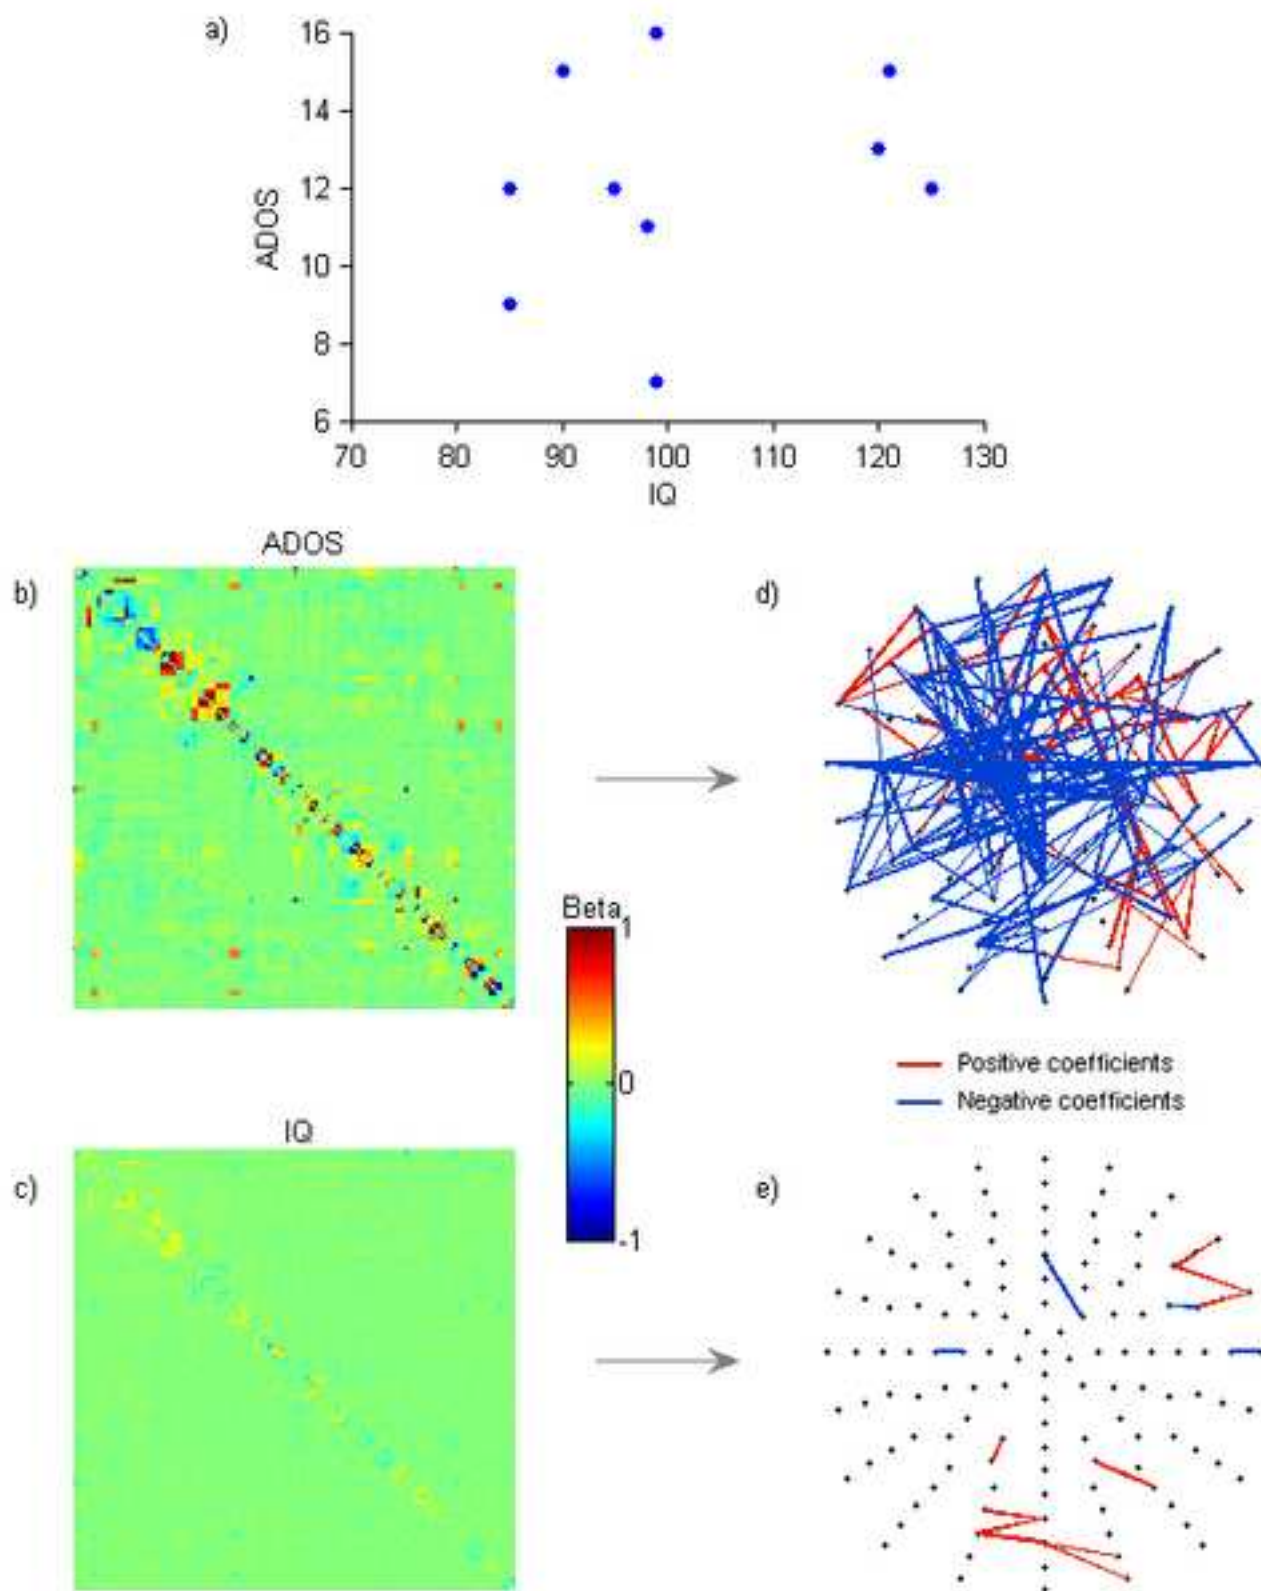 a)
16
14
12
10
8
6
ADOS
70 80 90 100 110 120 130
IQ
ADOS
b)
d)
Beta
1
0
-1
Positive coefficients
Negative coefficients
IQ
c)
e)